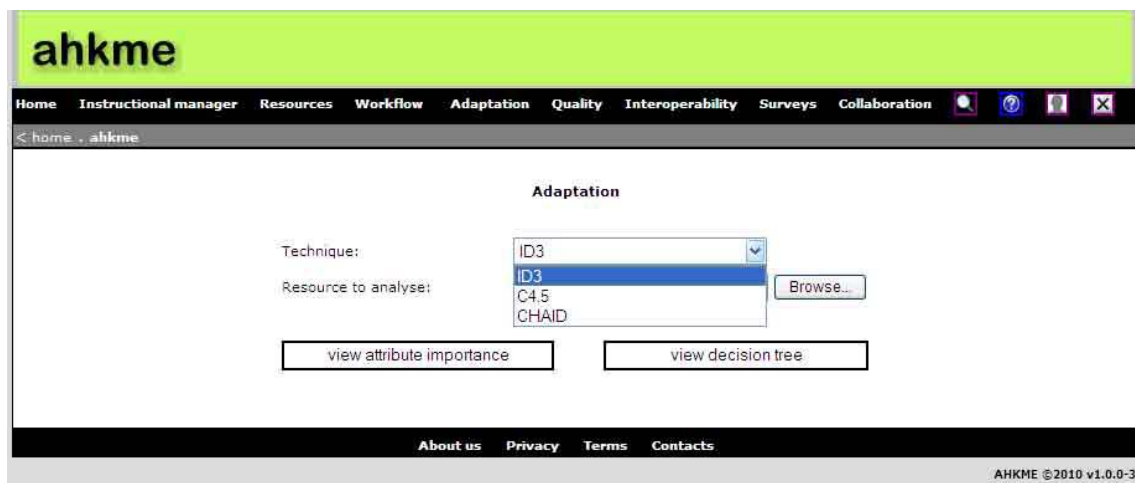 ahkme
Home Instructional manager Resources Workflow Adaptation Quality Interoperability Surveys Collaboration
< home . ahkme
Adaptation
Technique: ID3
ID3
Resource to analyse: Browse...
C4.5
CHAID
view attribute importance view decision tree
About us Privacy Terms Contacts
AHKME ©2010 v1.0.0-3